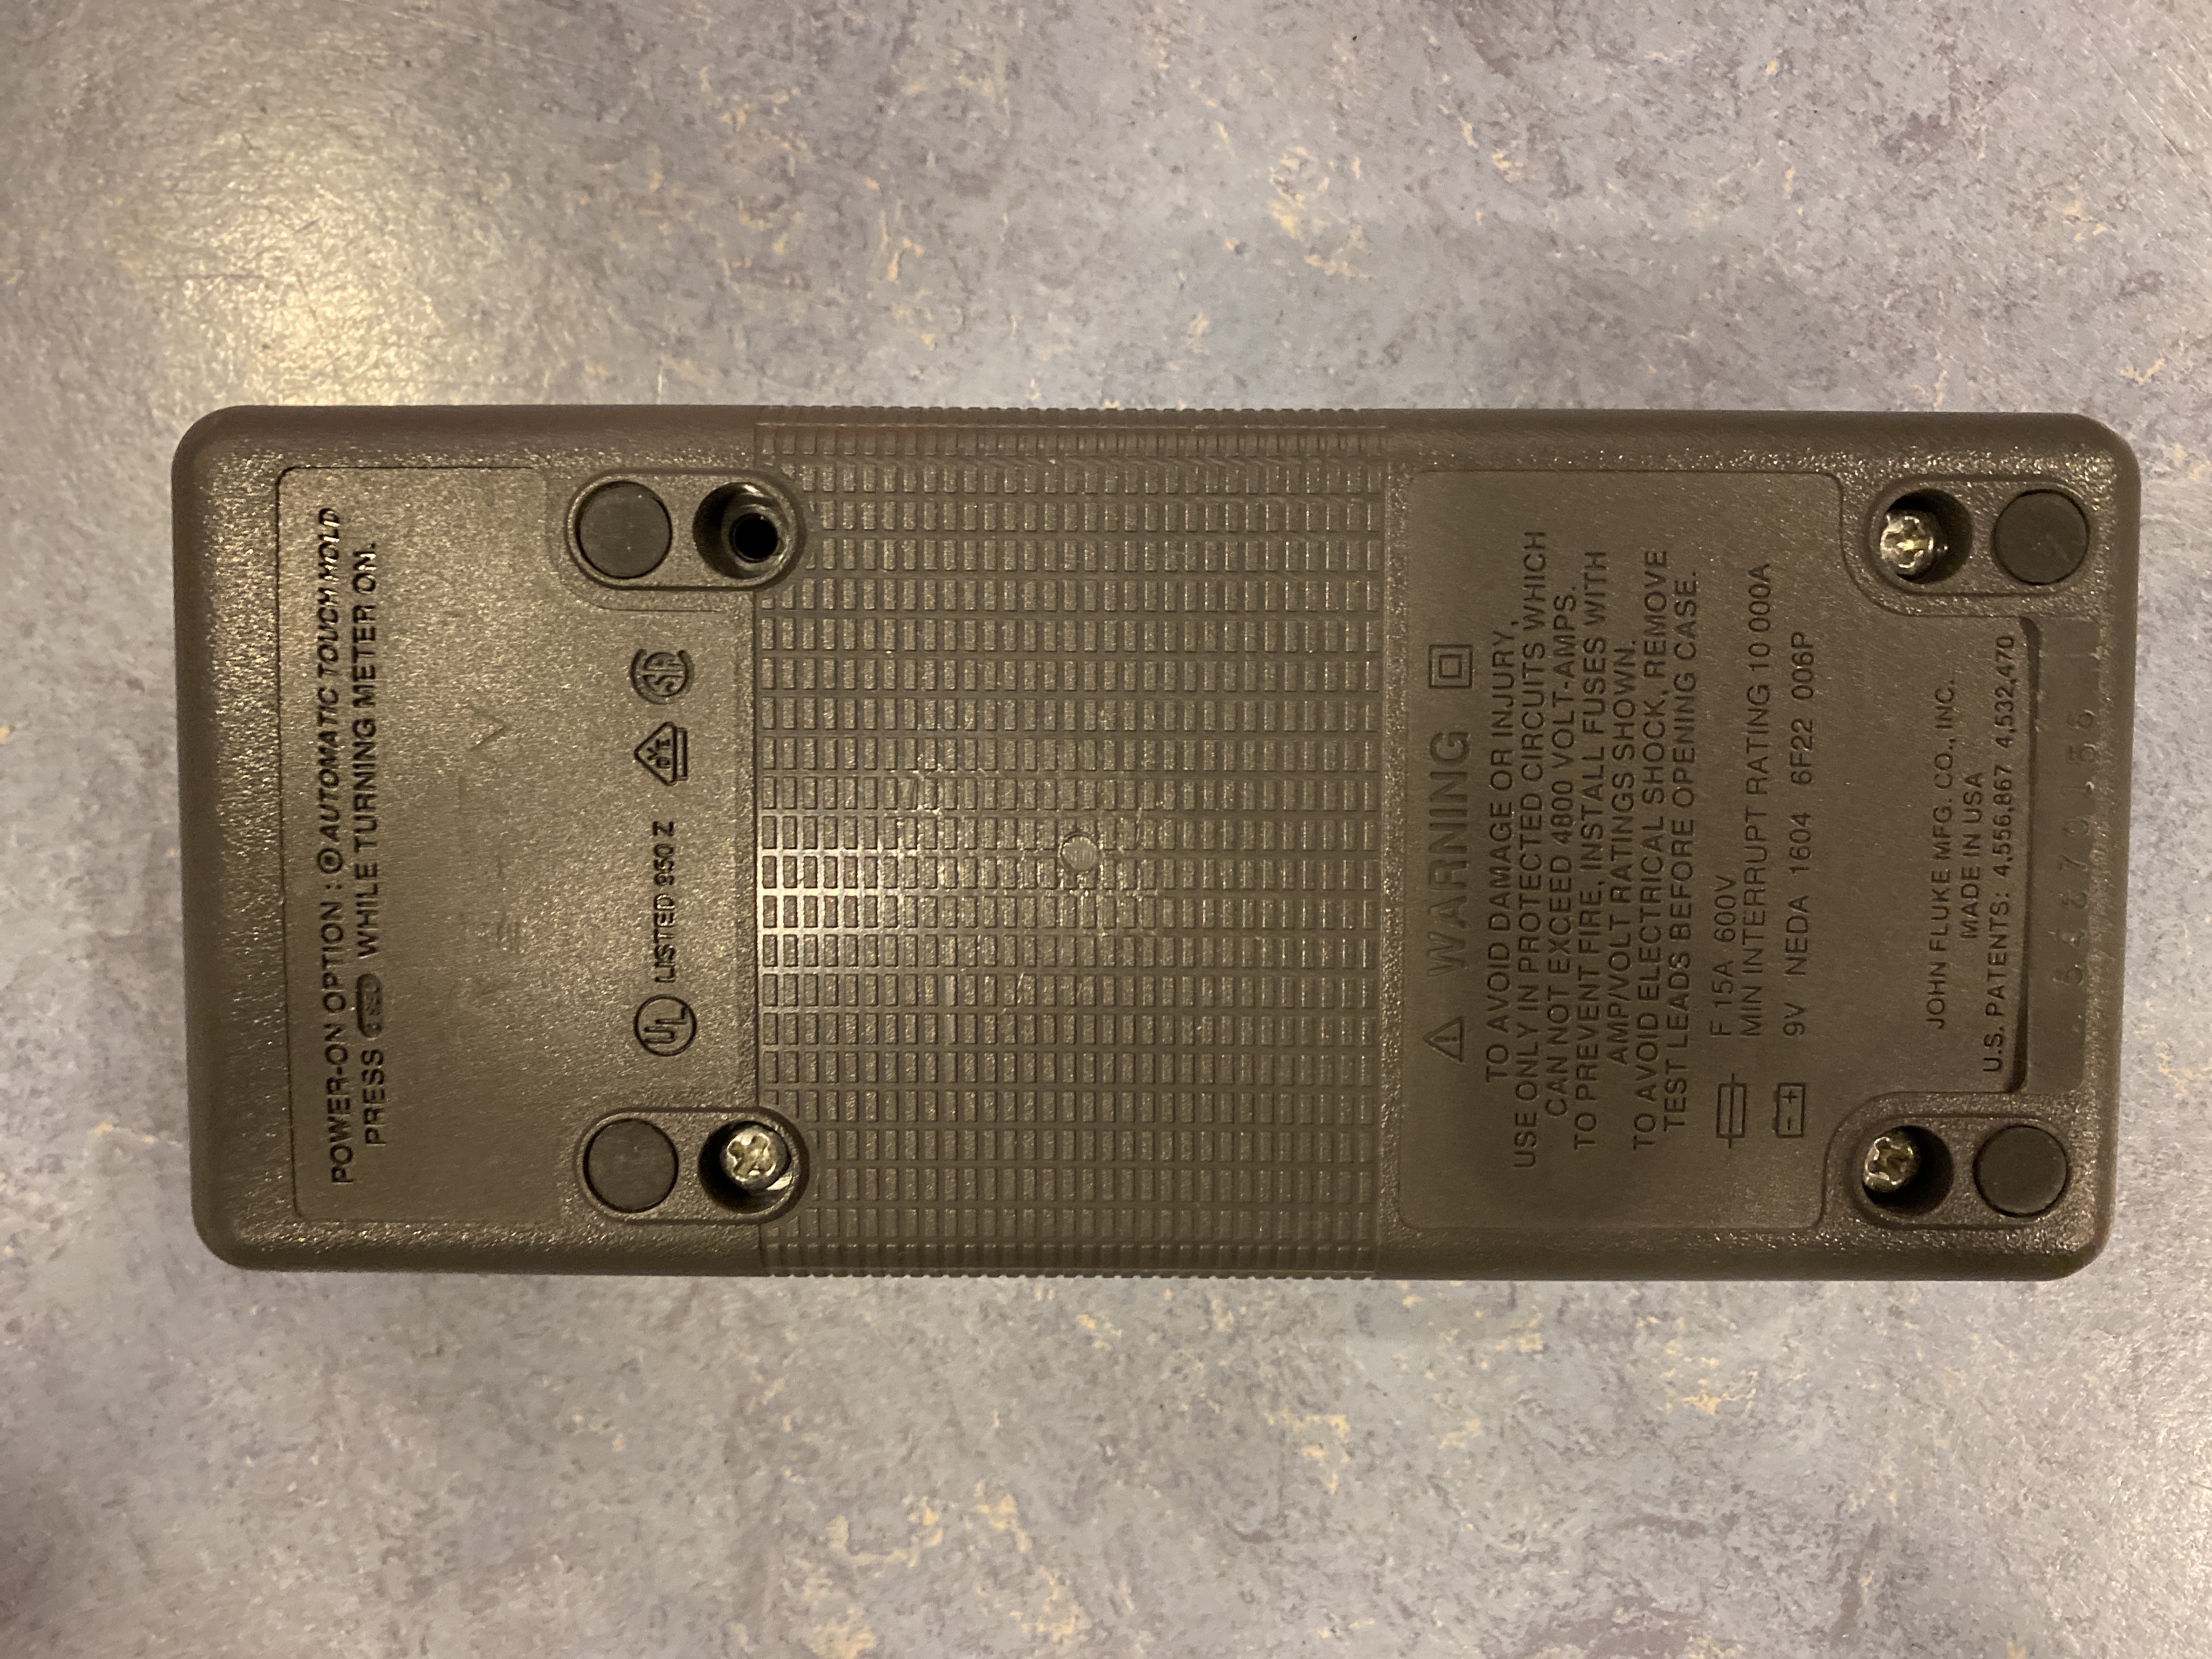 POWER-ON OPTION : AUTOMATIC TOUCH HOLD
PRESS WHILE TURNING METER ON.
UL LISTED 950 Z VDE SA
WARNING
TO AVOID DAMAGE OR INJURY,
USE ONLY IN PROTECTED CIRCUITS WHICH
CAN NOT EXCEED 4800 VOLT-AMPS.
TO PREVENT FIRE, INSTALL FUSES WITH
AMP/VOLT RATINGS SHOWN.
TO AVOID ELECTRICAL SHOCK, REMOVE
TEST LEADS BEFORE OPENING CASE.
F 15A 600V
MIN INTERRUPT RATING 10 000A
- + 9V NEDA 1604 6F22 006P
JOHN FLUKE MFG. CO., INC.
MADE IN USA
U.S. PATENTS: 4,556,867 4,532,470